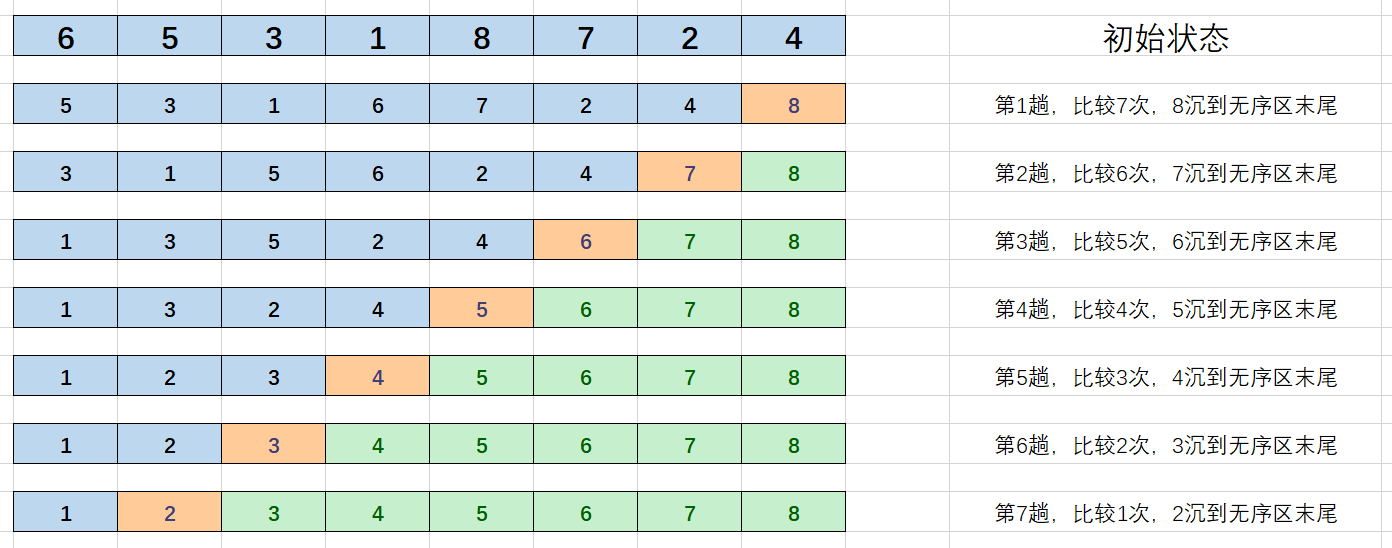 6 5 3 1 8 7 2 4 初始状态
5 3 1 6 7 2 4 8 第1趟，比较7次，8沉到无序区末尾
3 1 5 6 2 4 7 8 第2趟，比较6次，7沉到无序区末尾
1 3 5 2 4 6 7 8 第3趟，比较5次，6沉到无序区末尾
1 3 2 4 5 6 7 8 第4趟，比较4次，5沉到无序区末尾
1 2 3 4 5 6 7 8 第5趟，比较3次，4沉到无序区末尾
1 2 3 4 5 6 7 8 第6趟，比较2次，3沉到无序区末尾
1 2 3 4 5 6 7 8 第7趟，比较1次，2沉到无序区末尾